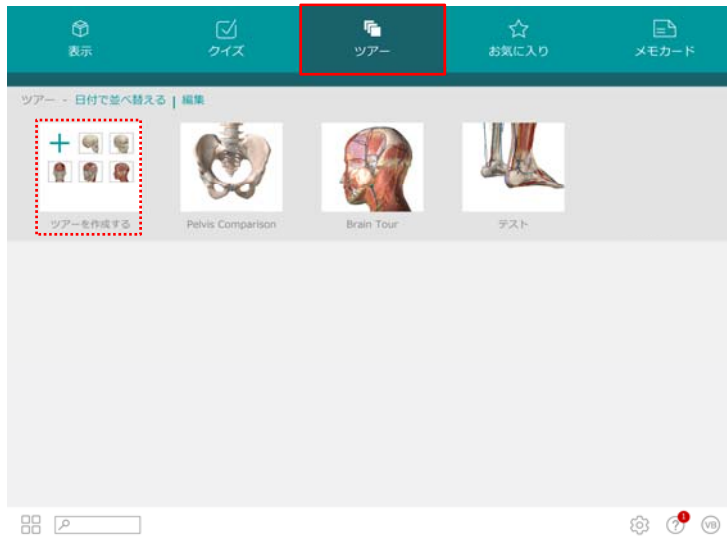 表示 クイズ ツアー お気に入り メモカード
ツアー - 日付で並べ替える | 編集
ツアーを作成する Pelvis Comparison Brain Tour テスト
1
? VB